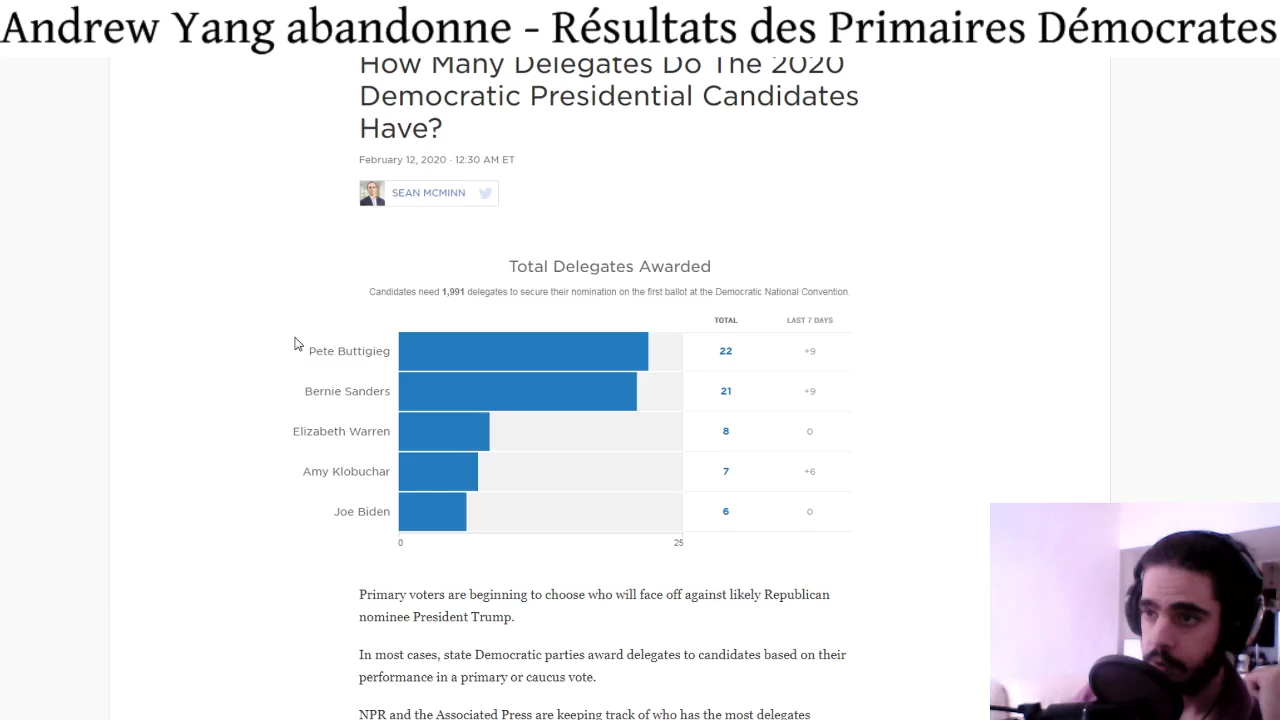 Andrew Yang abandonne - Résultats des Primaires Démocrates
How Many Delegates Do The 2020
Democratic Presidential Candidates
Have?
February 12, 2020 · 12:30 AM ET
SEAN MCMINN
Total Delegates Awarded
Candidates need 1,991 delegates to secure their nomination on the first ballot at the Democratic National Convention.
TOTAL LAST 7 DAYS
Pete Buttigieg 22 +9
Bernie Sanders 21 +9
Elizabeth Warren 8 0
Amy Klobuchar 7 +6
Joe Biden 6 0
0 25
Primary voters are beginning to choose who will face off against likely Republican
nominee President Trump.
In most cases, state Democratic parties award delegates to candidates based on their
performance in a primary or caucus vote.
NPR and the Associated Press are keeping track of who has the most delegates